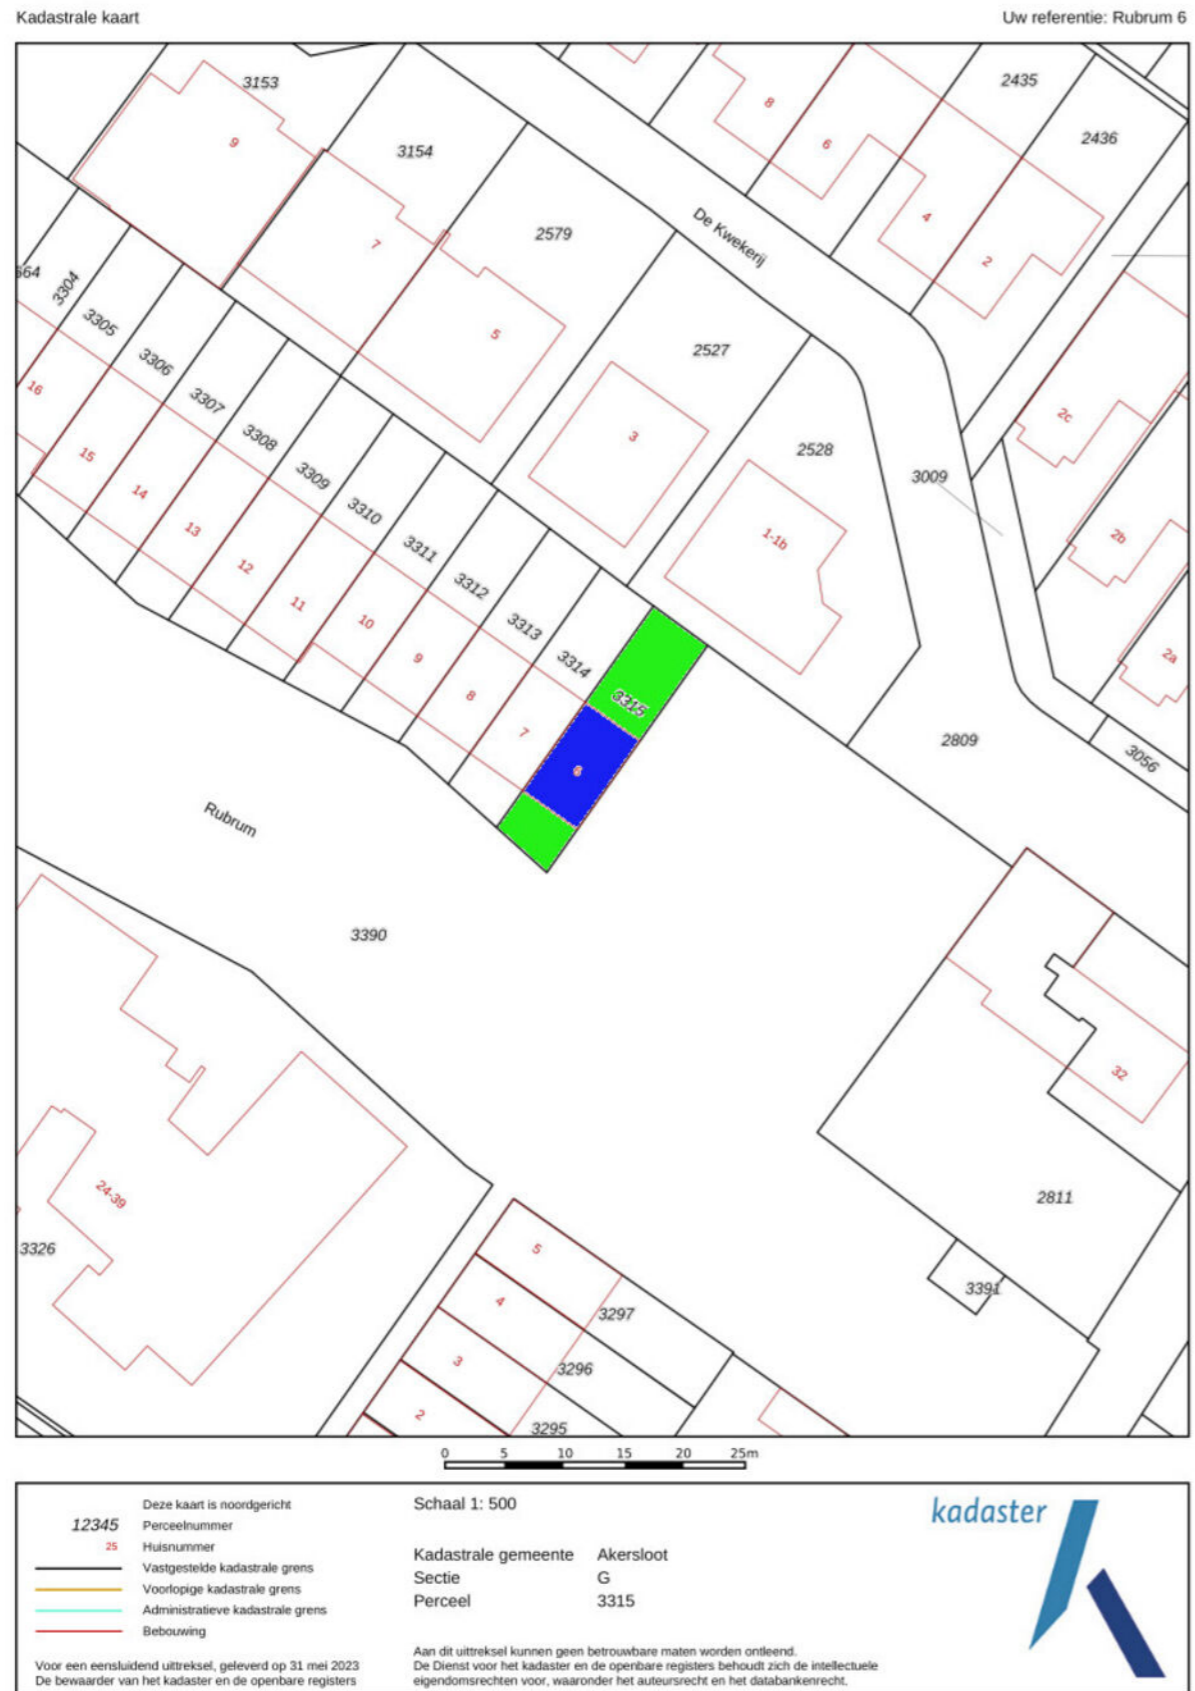 Kadastrale kaart
Uw referentie: Rubrum 6
3153
2435
8
2436
9
6
3154
4
7
De Kwekerij
2579
2
3304
3305
5
3306
2527
16
3307
2c
3
3308
2528
15
3309
3009
14
3310
13
1-1b
2b
3311
12
3312
11
10
3313
9
3314
2a
8
3315
7
2809
3056
6
Rubrum
3390
32
24-39
2811
3326
5
3391
4
3297
3
3296
2
3295
0 5 10 15 20 25m
Deze kaart is noordgericht
12345 Perceelnummer
25 Huisnummer
Vastgestelde kadastrale grens
Voorlopige kadastrale grens
Administratieve kadastrale grens
Bebouwing
Voor een eensluidend uittreksel, geleverd op 31 mei 2023
De bewaarder van het kadaster en de openbare registers
Schaal 1: 500
Kadastrale gemeente Akersloot
Sectie G
Perceel 3315
Aan dit uittreksel kunnen geen betrouwbare maten worden ontleend.
De Dienst voor het kadaster en de openbare registers behoudt zich de intellectuele
eigendomsrechten voor, waaronder het auteursrecht en het databankenrecht.
kadaster